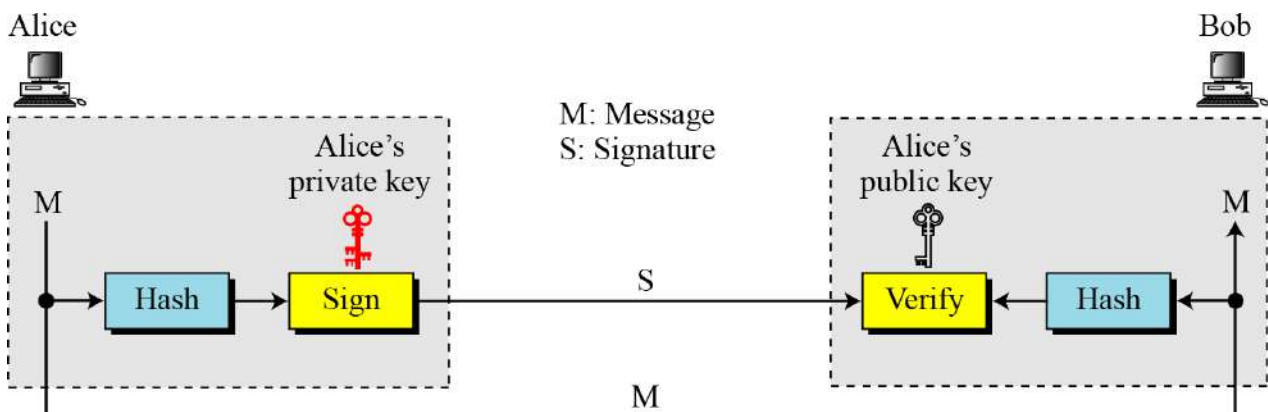 Alice
Bob
M: Message
S: Signature
Alice’s
private key
Alice’s
public key
M
M
Hash
Sign
S
Verify
Hash
M